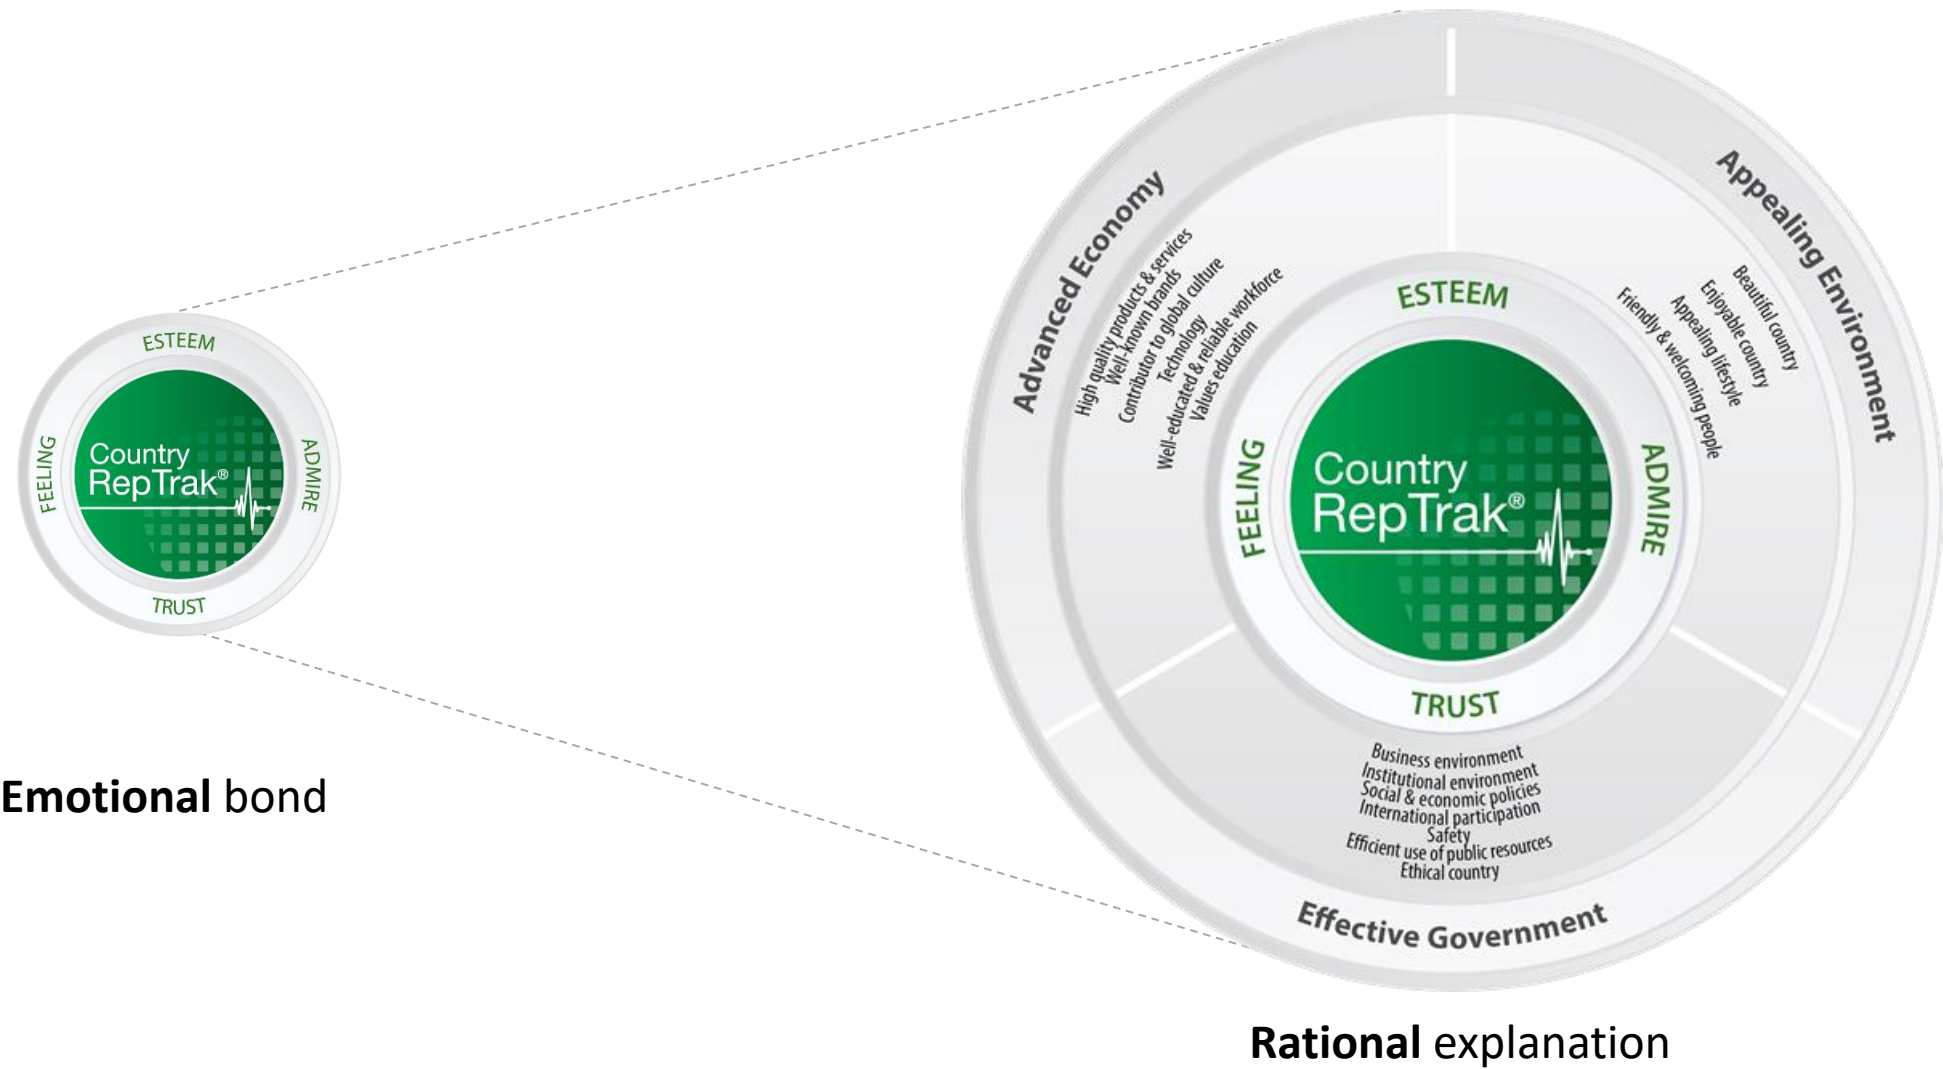 ESTEEM
FEELING
ADMIRE
Country
RepTrak®
TRUST
Emotional bond
Advanced Economy
High quality products & services
Well-known brands
Contributor to global culture
Technology
Well-educated & reliable workforce
Values education
Appealing Environment
Beautiful country
Enjoyable country
Appealing lifestyle
Friendly & welcoming people
ESTEEM
FEELING
ADMIRE
Country
RepTrak®
TRUST
Business environment
Institutional environment
Social & economic policies
International participation
Safety
Efficient use of public resources
Ethical country
Effective Government
Rational explanation